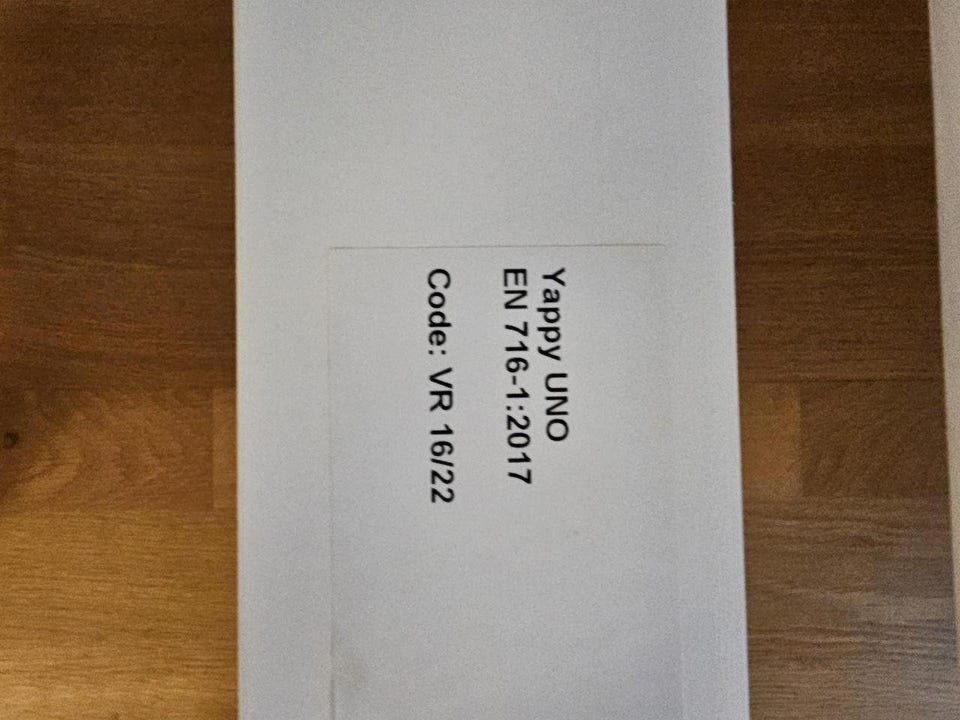 Yappy UNO
EN 716-1:2017
Code: VR 16/22